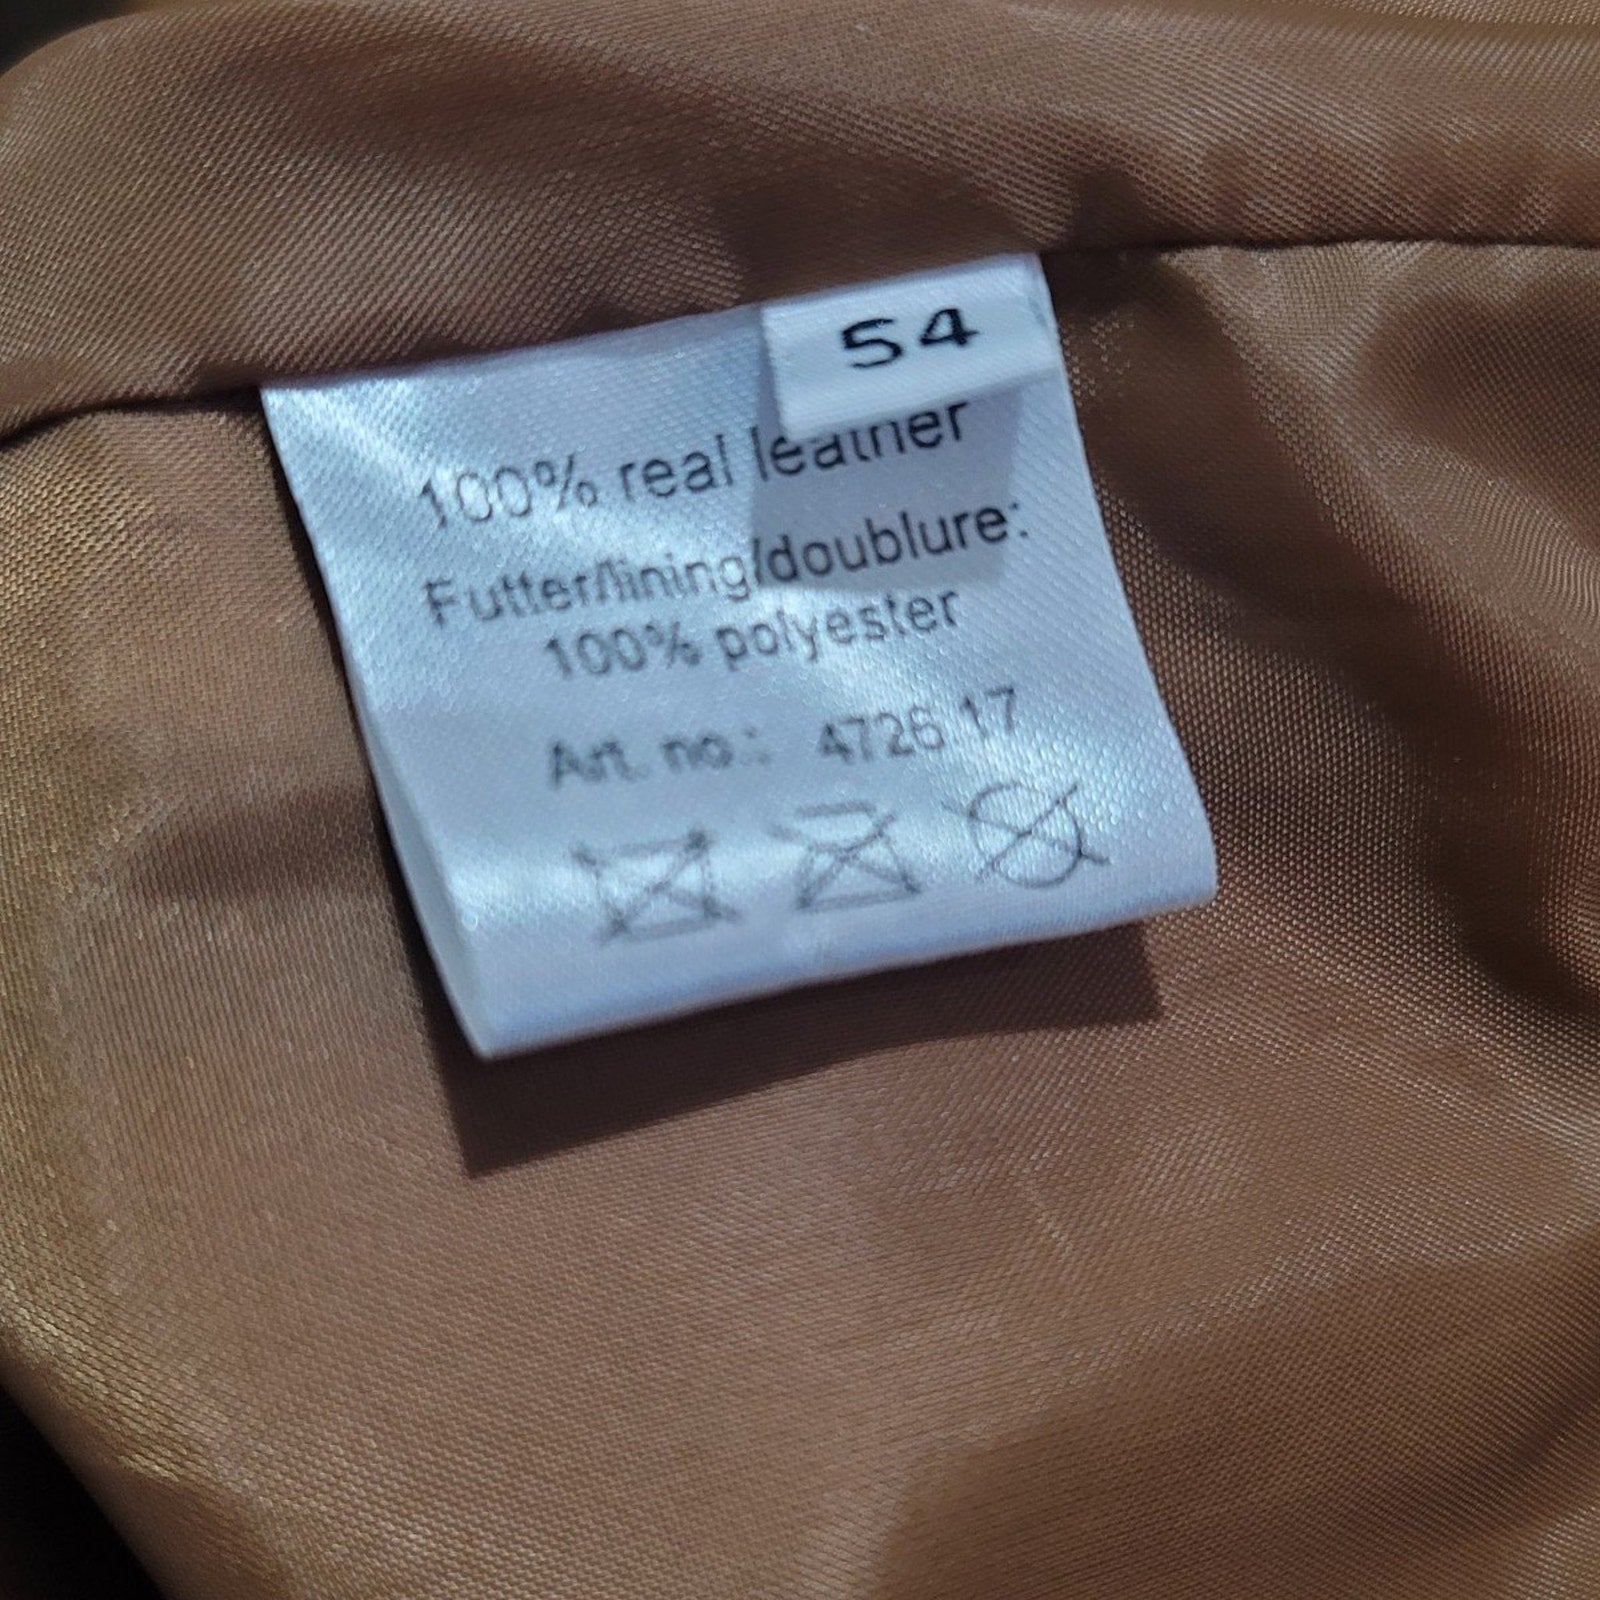 54
100% real leather
Futter/lining/doublure:
100% polyester
Art. no.: 4726 17